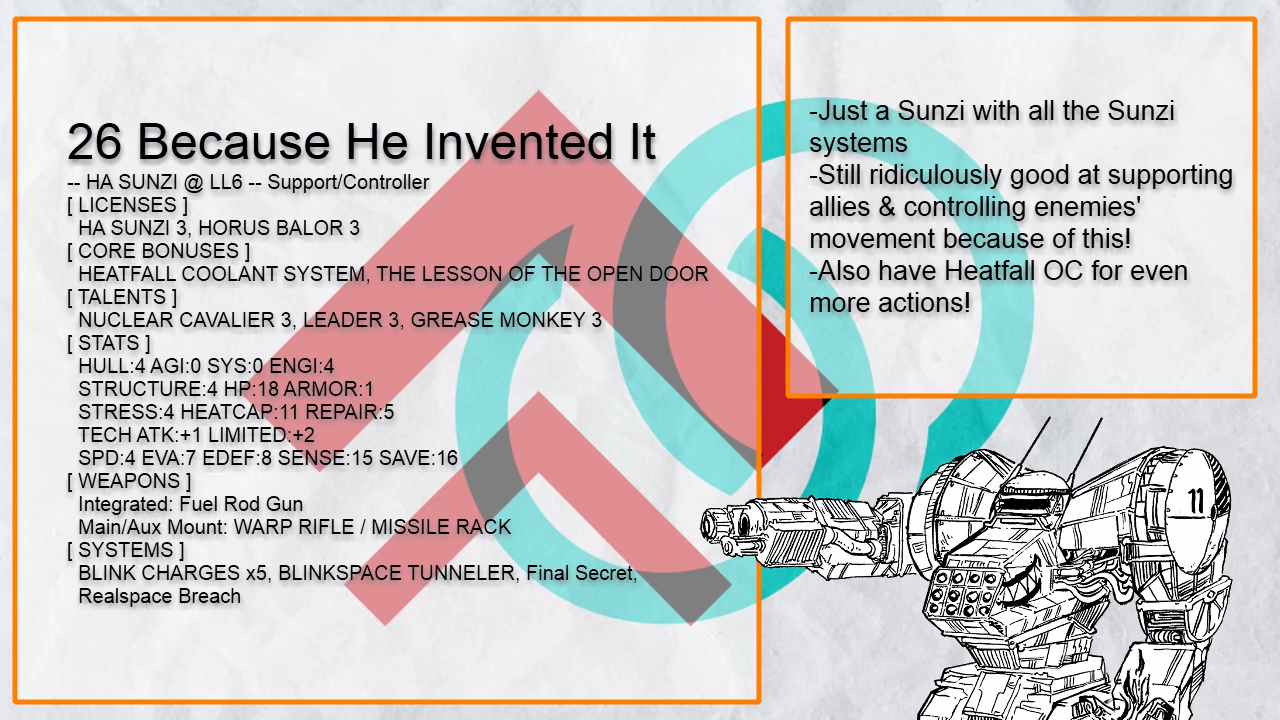 26 Because He Invented It
-- HA SUNZI @ LL6 -- Support/Controller
[ LICENSES ]
HA SUNZI 3, HORUS BALOR 3
[ CORE BONUSES ]
HEATFALL COOLANT SYSTEM, THE LESSON OF THE OPEN DOOR
[ TALENTS ]
NUCLEAR CAVALIER 3, LEADER 3, GREASE MONKEY 3
[ STATS ]
HULL:4 AGI:0 SYS:0 ENGI:4
STRUCTURE:4 HP:18 ARMOR:1
STRESS:4 HEATCAP:11 REPAIR:5
TECH ATK:+1 LIMITED:+2
SPD:4 EVA:7 EDEF:8 SENSE:15 SAVE:16
[ WEAPONS ]
Integrated: Fuel Rod Gun
Main/Aux Mount: WARP RIFLE / MISSILE RACK
[ SYSTEMS ]
BLINK CHARGES x5, BLINKSPACE TUNNELER, Final Secret,
Realspace Breach
-Just a Sunzi with all the Sunzi
systems
-Still ridiculously good at supporting
allies & controlling enemies'
movement because of this!
-Also have Heatfall OC for even
more actions!
11